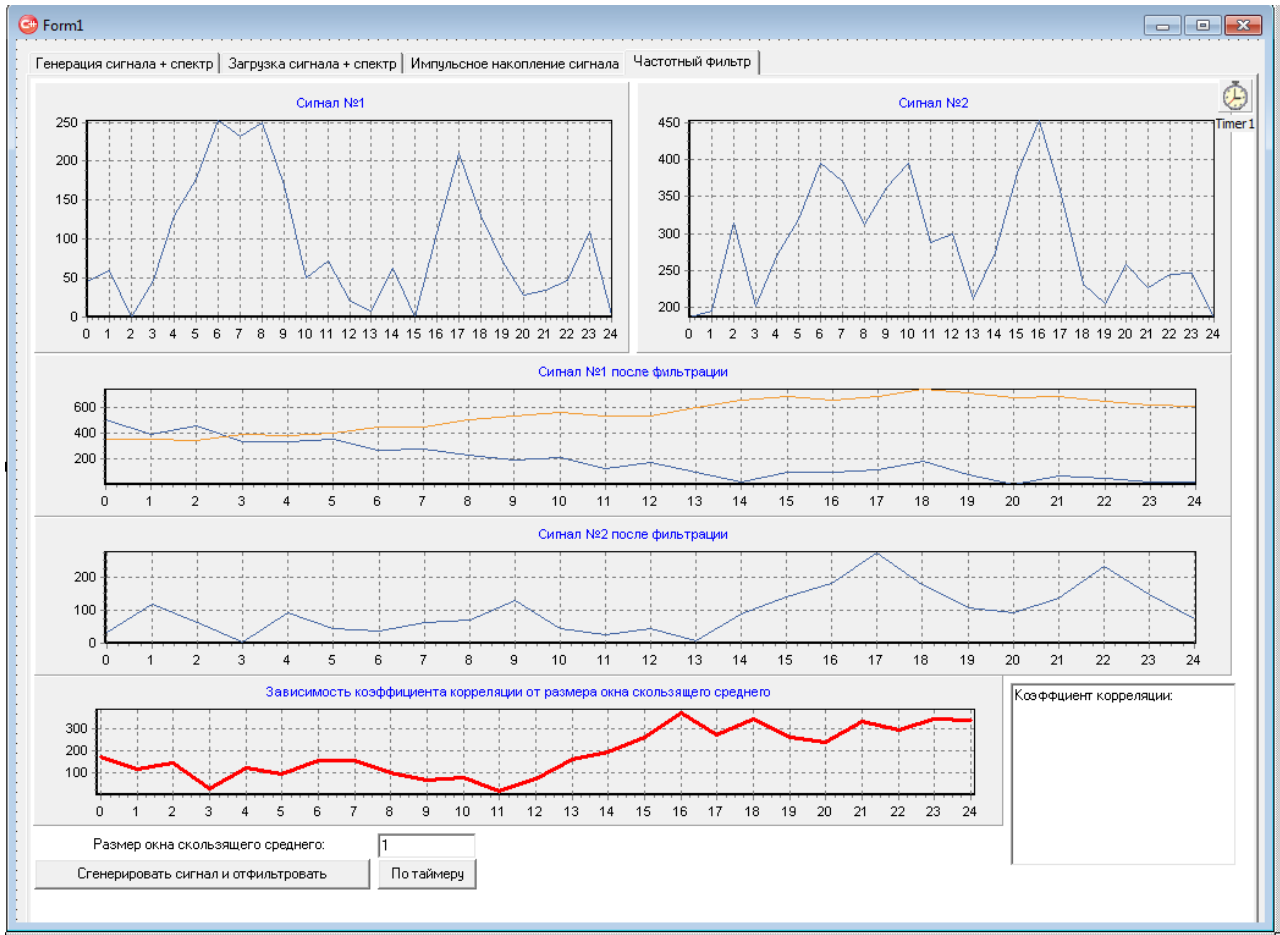 Form1
Генерация сигнала + спектр Загрузка сигнала + спектр Импульсное накопление сигнала Частотный фильтр
Сигнал №1
250
200
150
100
50
0
0 1 2 3 4 5 6 7 8 9 10 11 12 13 14 15 16 17 18 19 20 21 22 23 24
Сигнал №2
Timer1
450
400
350
300
250
200
0 1 2 3 4 5 6 7 8 9 10 11 12 13 14 15 16 17 18 19 20 21 22 23 24
Сигнал №1 после фильтрации
600
400
200
0 1 2 3 4 5 6 7 8 9 10 11 12 13 14 15 16 17 18 19 20 21 22 23 24
Сигнал №2 после фильтрации
200
100
0
0 1 2 3 4 5 6 7 8 9 10 11 12 13 14 15 16 17 18 19 20 21 22 23 24
Зависимость коэффициента корреляции от размера окна скользящего среднего
300
200
100
0 1 2 3 4 5 6 7 8 9 10 11 12 13 14 15 16 17 18 19 20 21 22 23 24
Коэффциент корреляции:
Размер окна скользящего среднего: 1
Сгенерировать сигнал и отфильтровать По таймеру